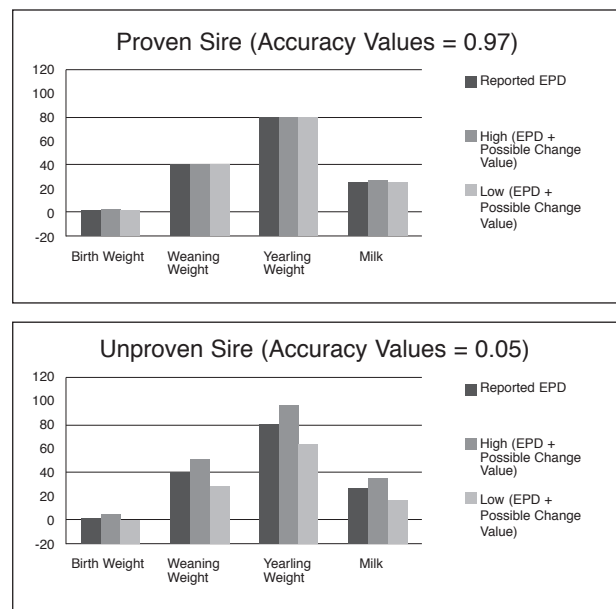 Proven Sire (Accuracy Values = 0.97)
120
100
80
60
40
20
0
-20
Birth Weight
Weaning
Weight
Yearling
Weight
Milk
Reported EPD
High (EPD +
Possible Change
Value)
Low (EPD +
Possible Change
Value)
Unproven Sire (Accuracy Values = 0.05)
120
100
80
60
40
20
0
-20
Birth Weight
Weaning
Weight
Yearling
Weight
Milk
Reported EPD
High (EPD +
Possible Change
Value)
Low (EPD +
Possible Change
Value)